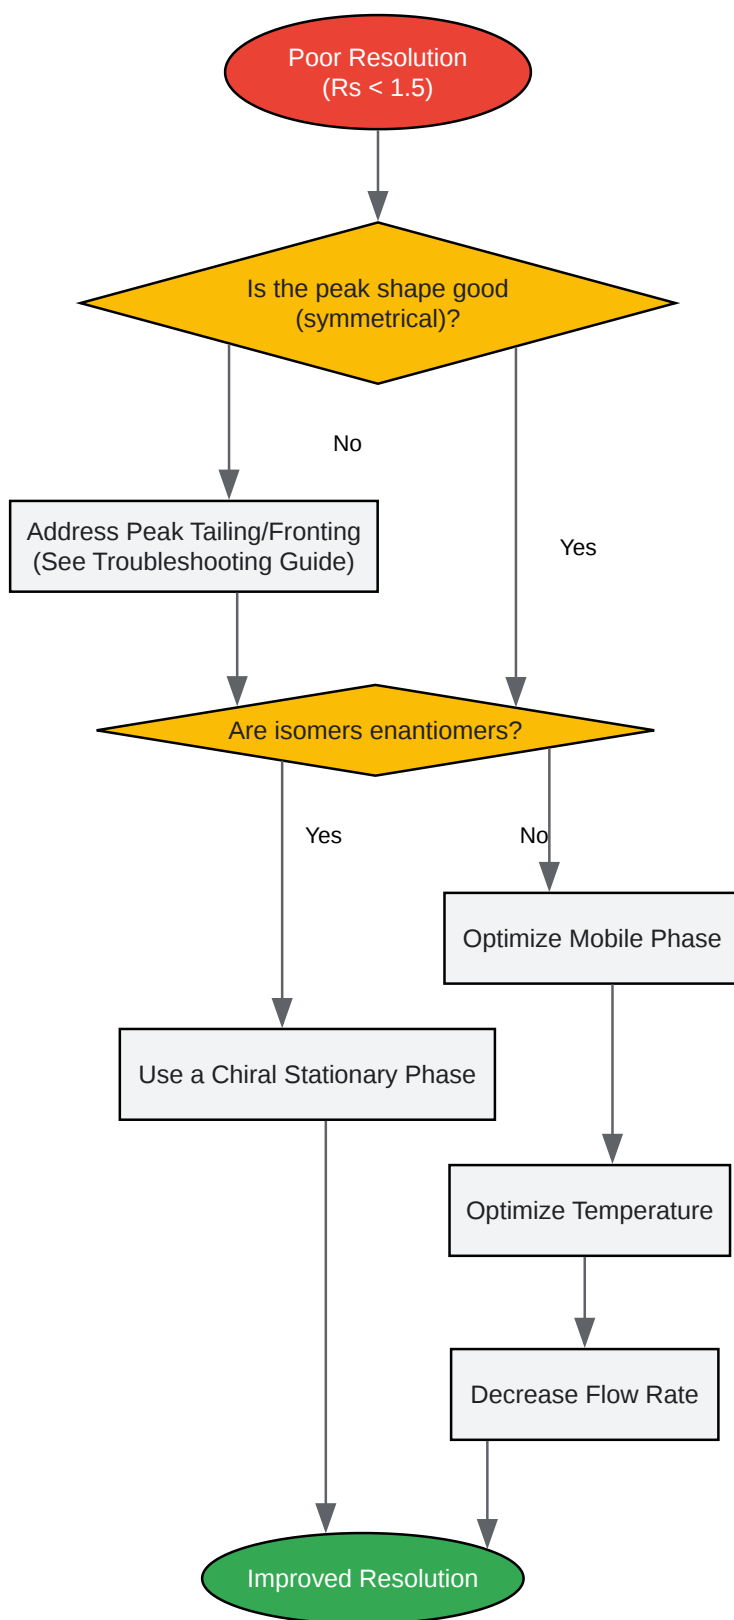 Poor Resolution
(Rs < 1.5)
Is the peak shape good
(symmetrical)?
No
Address Peak Tailing/Fronting
(See Troubleshooting Guide)
Yes
Are isomers enantiomers?
Yes
No
Optimize Mobile Phase
Use a Chiral Stationary Phase
Optimize Temperature
Decrease Flow Rate
Improved Resolution